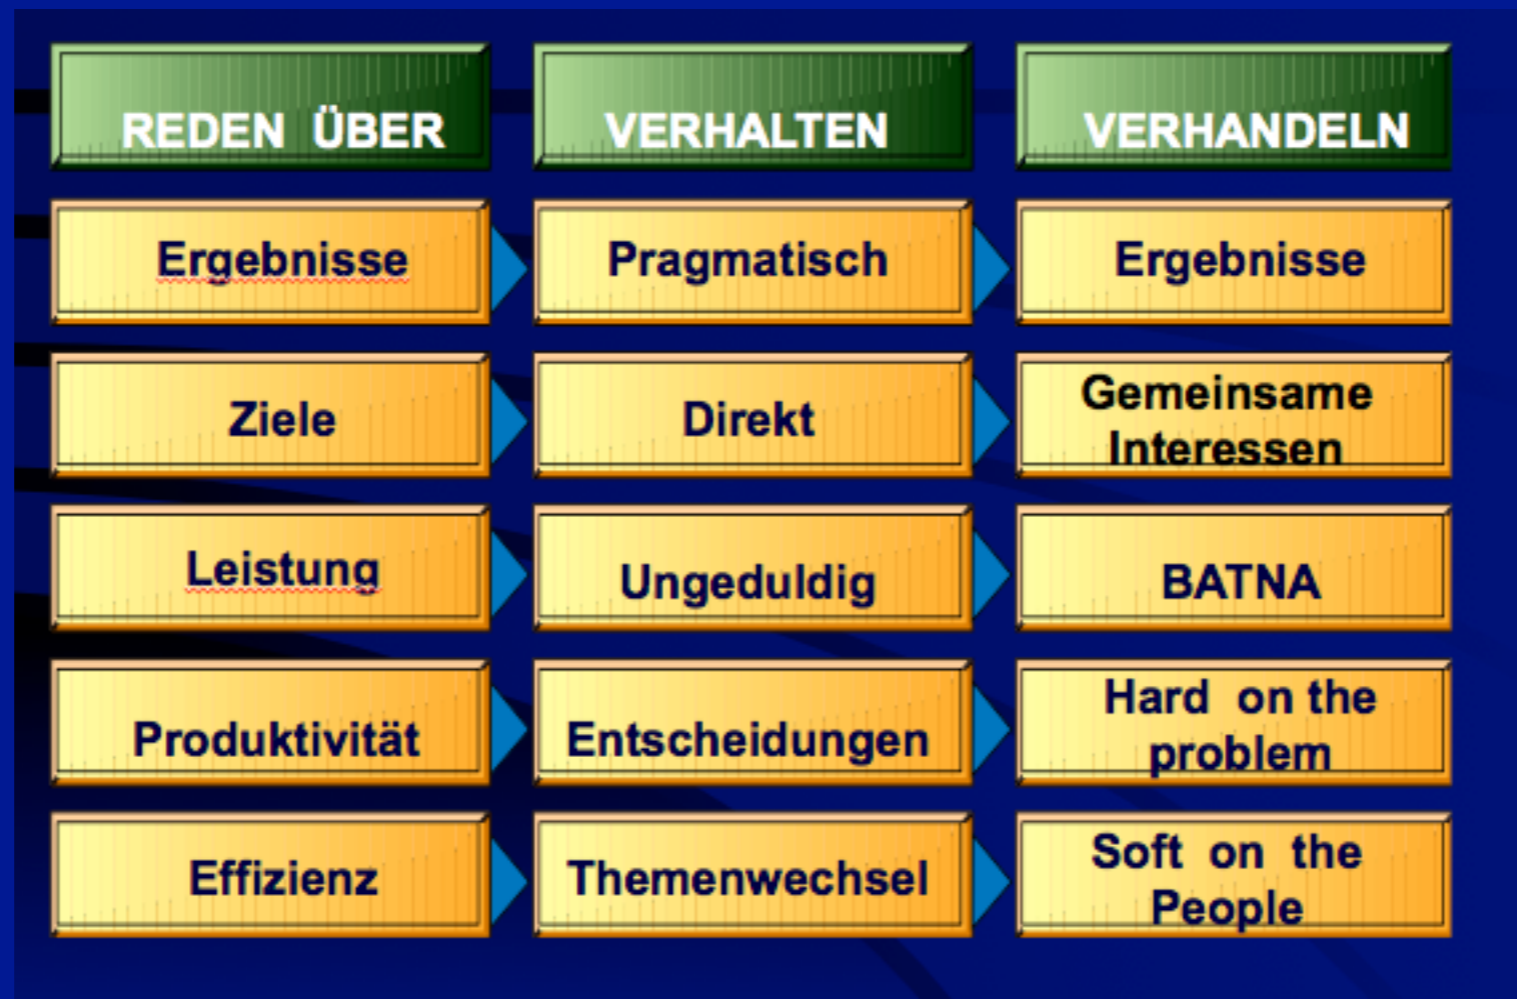 REDEN ÜBER
VERHALTEN
VERHANDELN
Ergebnisse
Pragmatisch
Ergebnisse
Ziele
Direkt
Gemeinsame
Interessen
Leistung
Ungeduldig
BATNA
Produktivität
Entscheidungen
Hard on the
problem
Effizienz
Themenwechsel
Soft on the
People